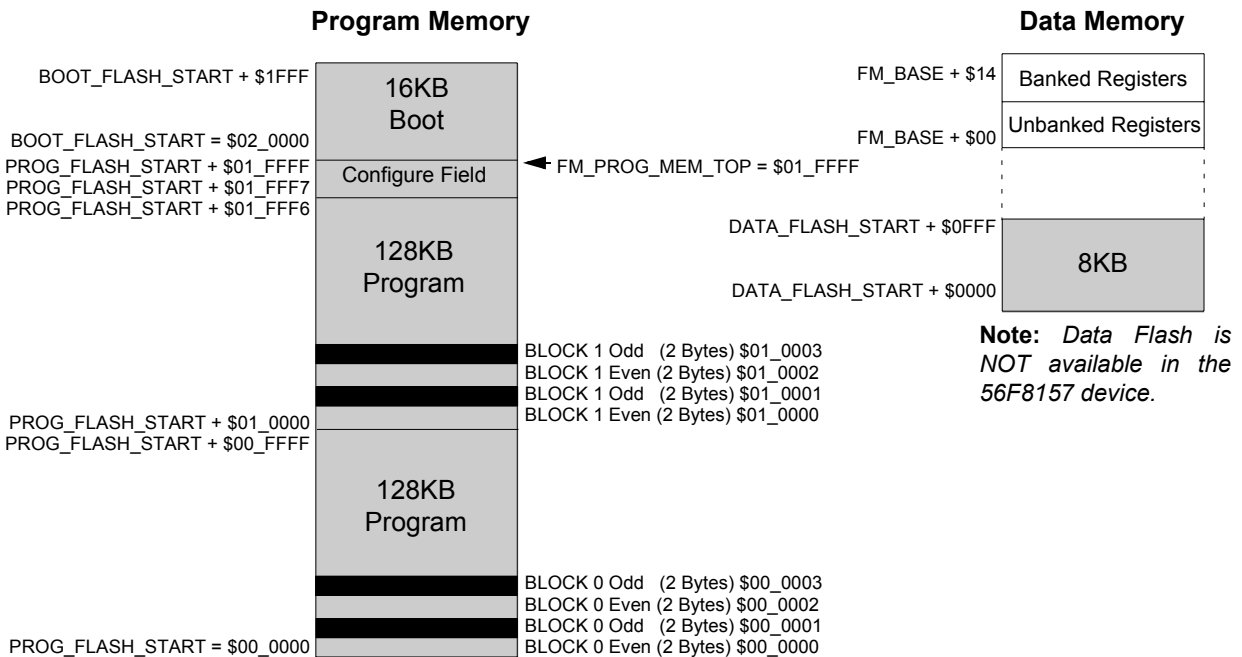 Program Memory
BOOT_FLASH_START + $1FFF
16KB
Boot
BOOT_FLASH_START = $02_0000
PROG_FLASH_START + $01_FFFF
FM_PROG_MEM_TOP = $01_FFFF
Configure Field
PROG_FLASH_START + $01_FFF7
PROG_FLASH_START + $01_FFF6
128KB
Program
BLOCK 1 Odd (2 Bytes) $01_0003
BLOCK 1 Even (2 Bytes) $01_0002
BLOCK 1 Odd (2 Bytes) $01_0001
BLOCK 1 Even (2 Bytes) $01_0000
PROG_FLASH_START + $01_0000
PROG_FLASH_START + $00_FFFF
128KB
Program
BLOCK 0 Odd (2 Bytes) $00_0003
BLOCK 0 Even (2 Bytes) $00_0002
BLOCK 0 Odd (2 Bytes) $00_0001
BLOCK 0 Even (2 Bytes) $00_0000
PROG_FLASH_START = $00_0000
Data Memory
FM_BASE + $14
Banked Registers
Unbanked Registers
FM_BASE + $00
DATA_FLASH_START + $0FFF
8KB
DATA_FLASH_START + $0000
Note: Data Flash is
NOT available in the
56F8157 device.